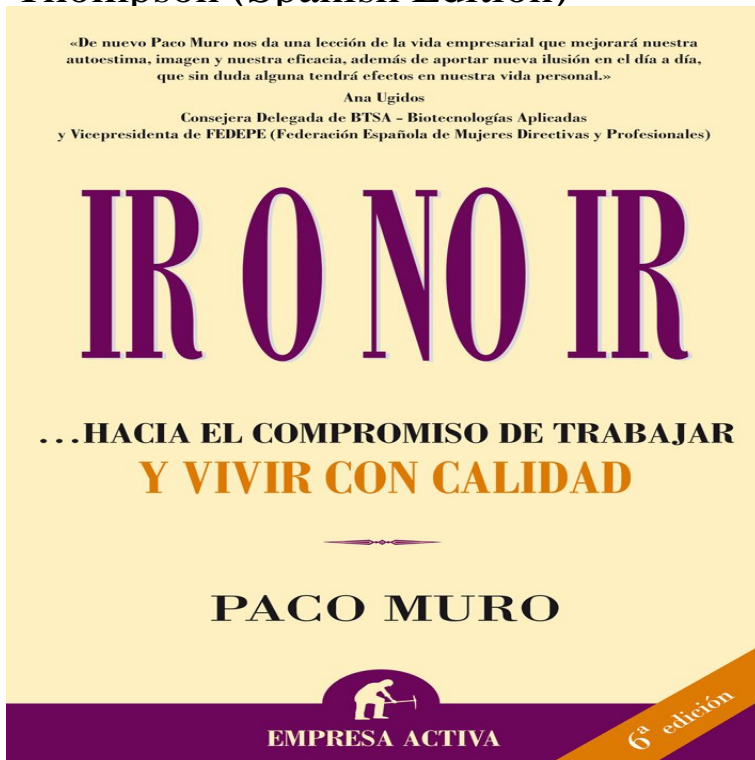 Thompson (Spanish Edition)
«De nuevo Paco Muro nos da una lección de la vida empresarial que mejorará nuestra
autoestima, imagen y nuestra eficacia, además de aportar nueva ilusión en el día a día,
que sin duda alguna tendrá efectos en nuestra vida personal.»
Ana Ugidos
Consejera Delegada de BTSA – Biotecnologías Aplicadas
y Vicepresidenta de FEDEPE (Federación Española de Mujeres Directivas y Profesionales)
IR O NO IR
...HACIA EL COMPROMISO DE TRABAJAR
Y VIVIR CON CALIDAD
PACO MURO
EMPRESA ACTIVA
6ª edición